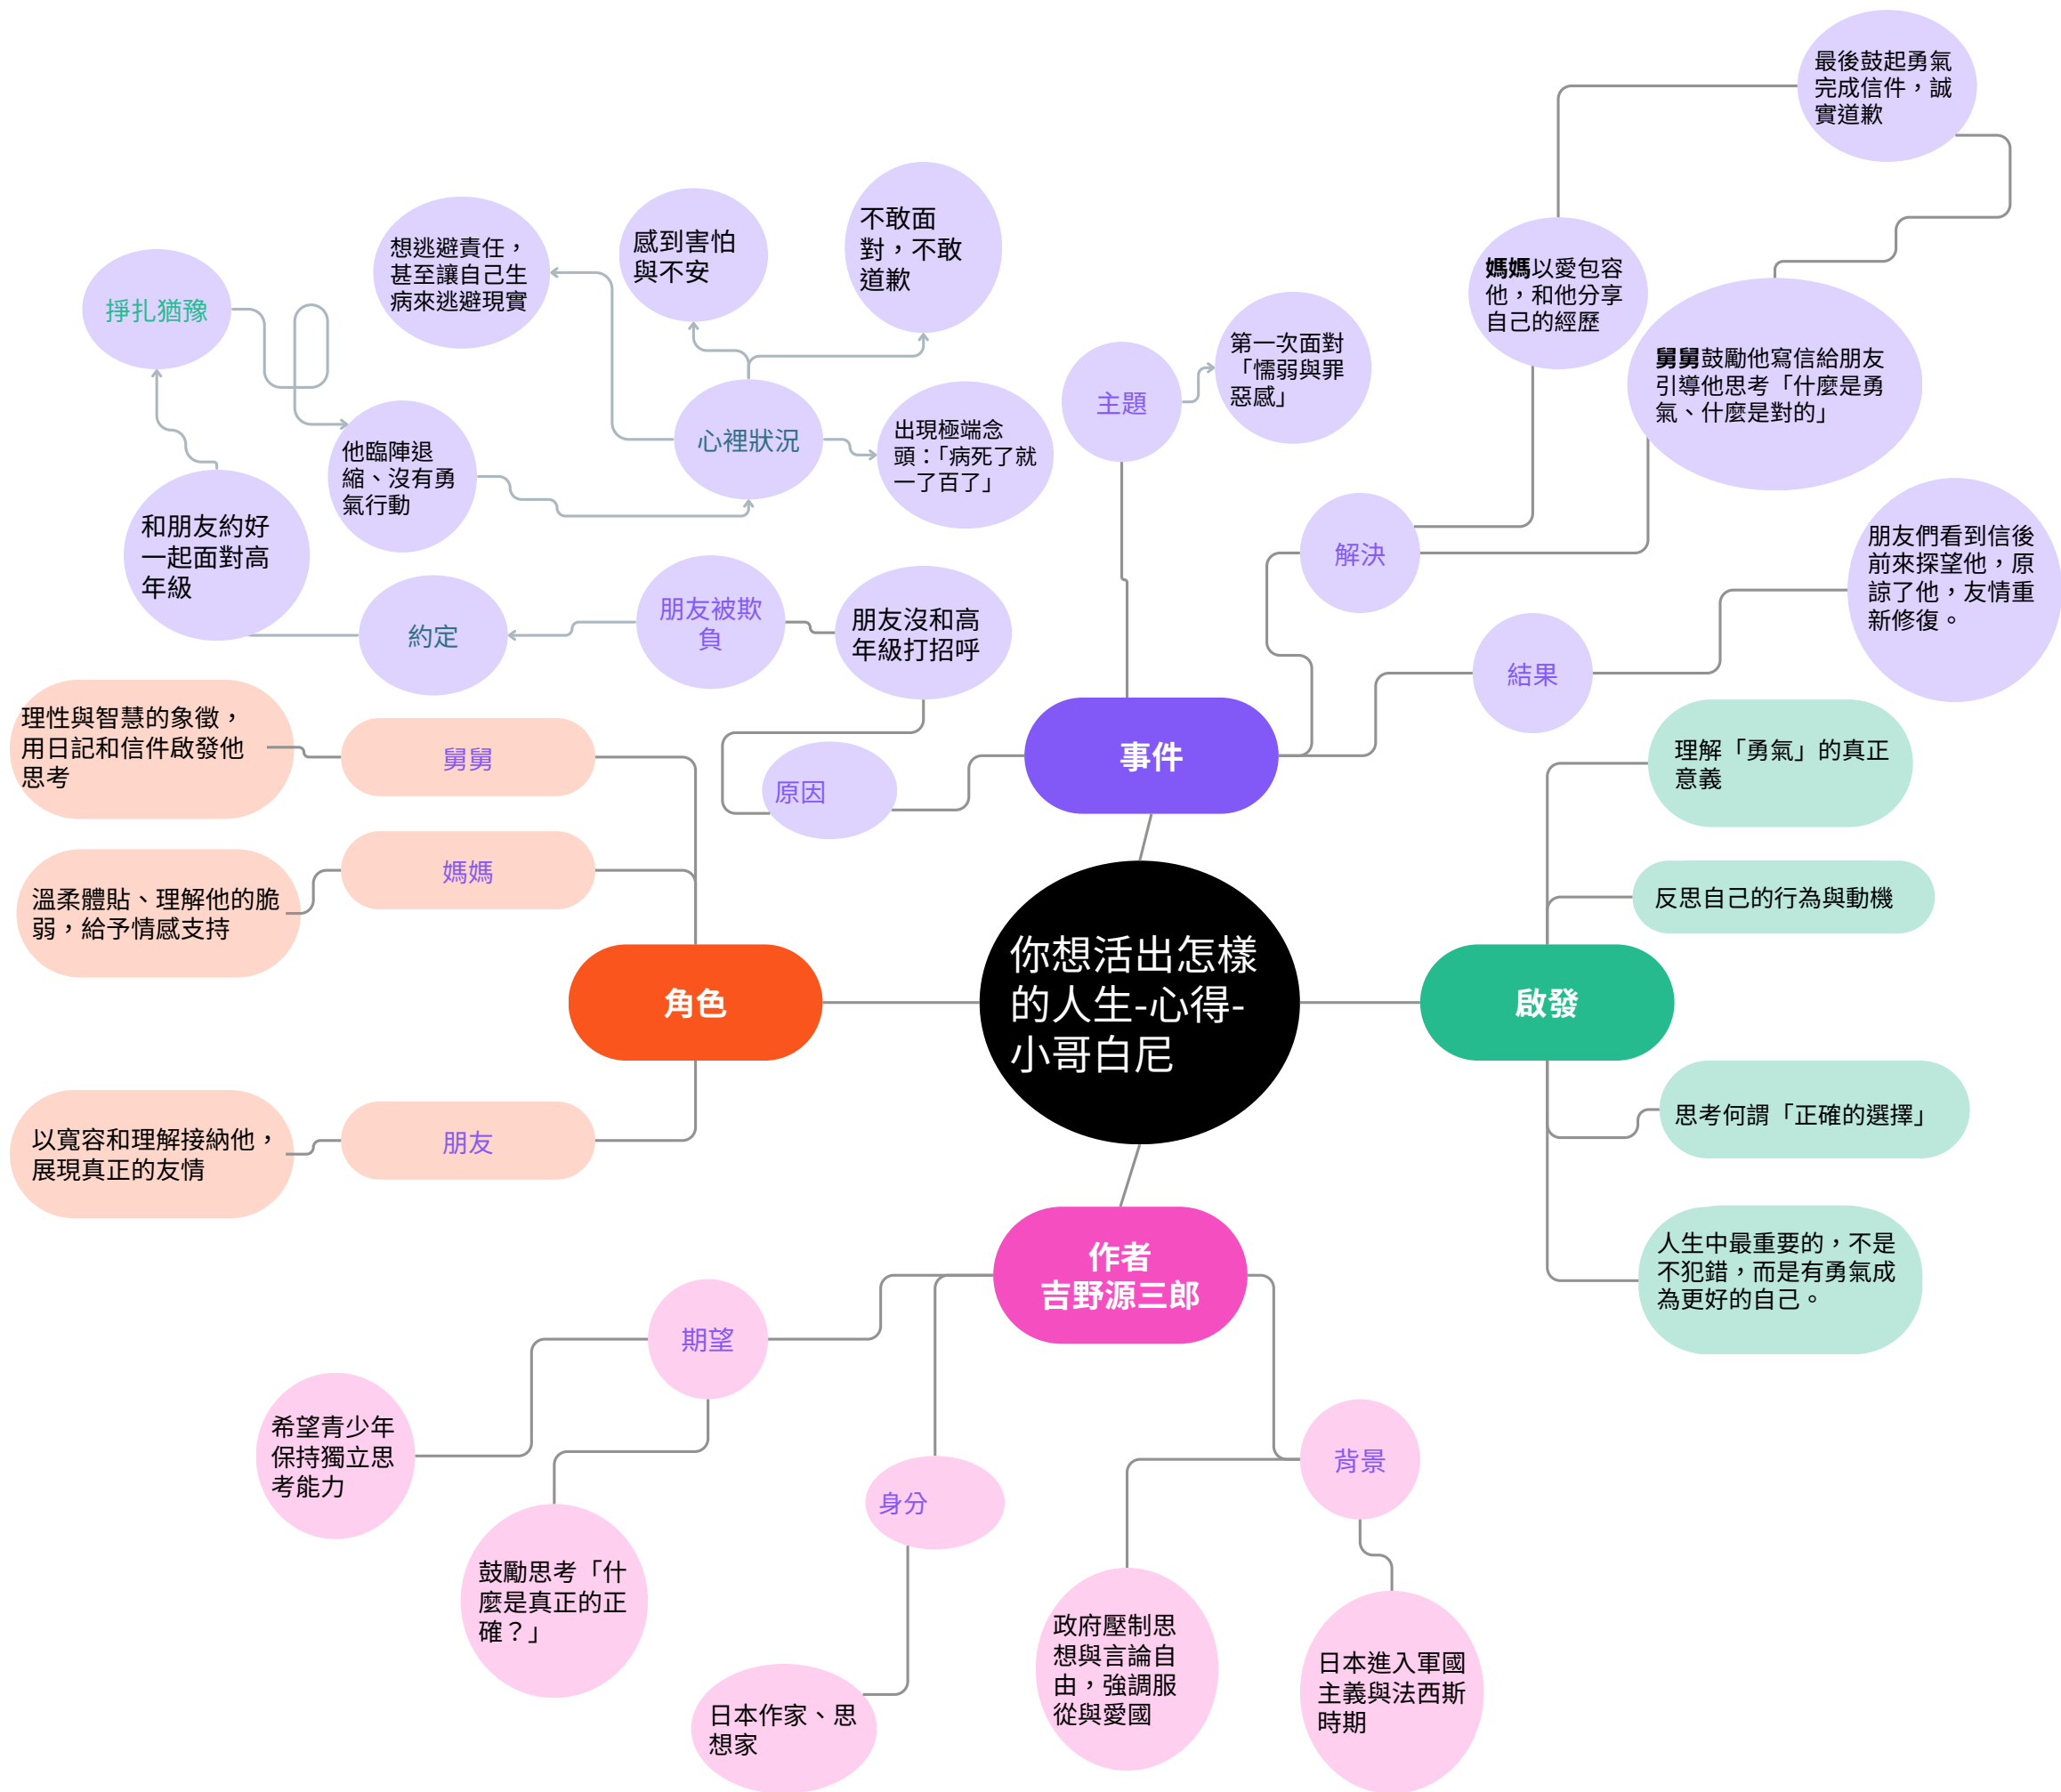 最後鼓起勇氣
完成信件，誠
實道歉
不敢面
對，不敢
道歉
感到害怕
與不安
想逃避責任，
甚至讓自己生
病來逃避現實
掙扎猶豫
媽媽以愛包容
他，和他分享
自己的經歷
第一次面對
「懦弱與罪
惡感」
主題
舅舅鼓勵他寫信給朋友
引導他思考「什麼是勇
氣、什麼是對的」
心裡狀況
出現極端念
頭：「病死了就
一了百了」
他臨陣退
縮、沒有勇
氣行動
和朋友約好
一起面對高
年級
解決
朋友們看到信後
前來探望他，原
諒了他，友情重
新修復。
約定
朋友被欺
負
朋友沒和高
年級打招呼
結果
理性與智慧的象徵，
用日記和信件啟發他
思考
舅舅
事件
原因
理解「勇氣」的真正
意義
媽媽
溫柔體貼、理解他的脆
弱，給予情感支持
反思自己的行為與動機
角色
你想活出怎樣
的人生-心得-
小哥白尼
啟發
思考何謂「正確的選擇」
朋友
以寬容和理解接納他，
展現真正的友情
作者
吉野源三郎
人生中最重要的，不是
不犯錯，而是有勇氣成
為更好的自己。
期望
希望青少年
保持獨立思
考能力
身分
背景
鼓勵思考「什
麼是真正的正
確？」
政府壓制思
想與言論自
由，強調服
從與愛國
日本進入軍國
主義與法西斯
時期
日本作家、思
想家